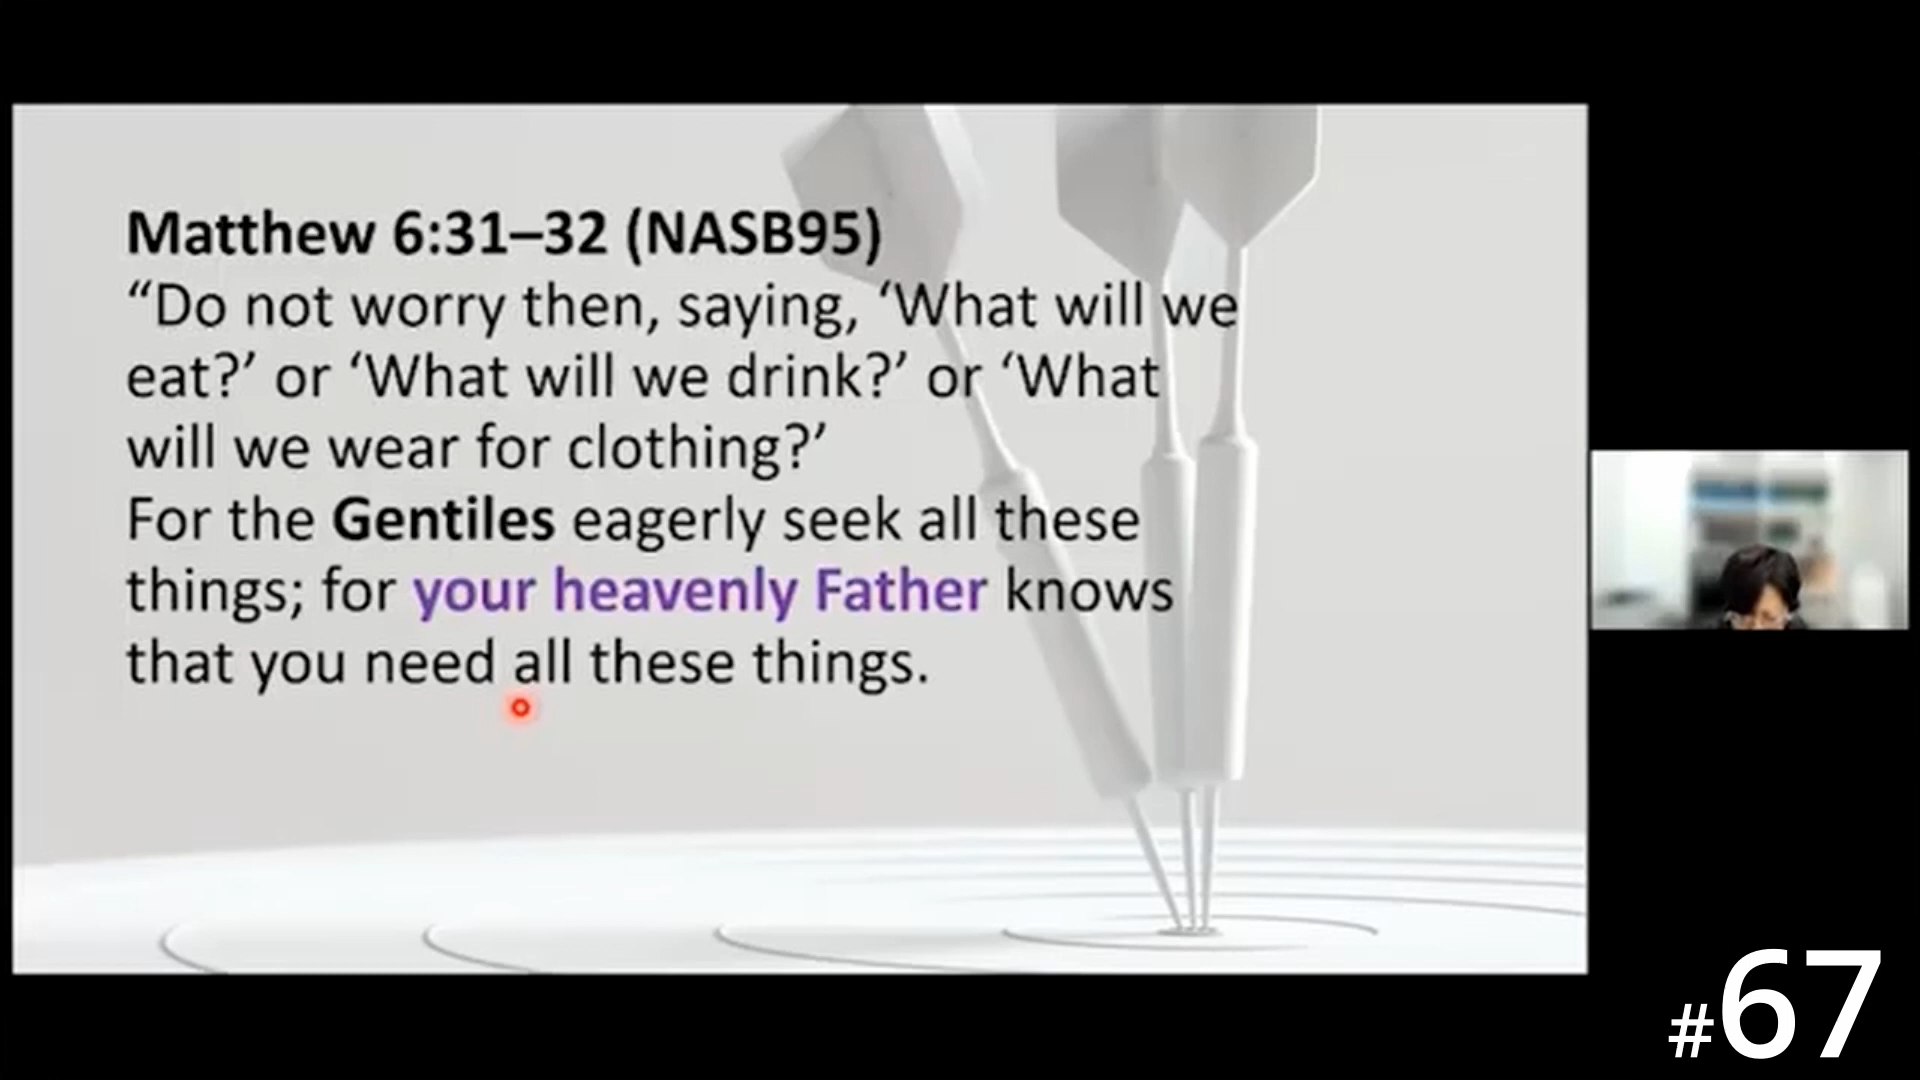 Matthew 6:31–32 (NASB95)
“Do not worry then, saying, ‘What will we
eat?’ or ‘What will we drink?’ or ‘What
will we wear for clothing?’
For the Gentiles eagerly seek all these
things; for your heavenly Father knows
that you need all these things.
#67